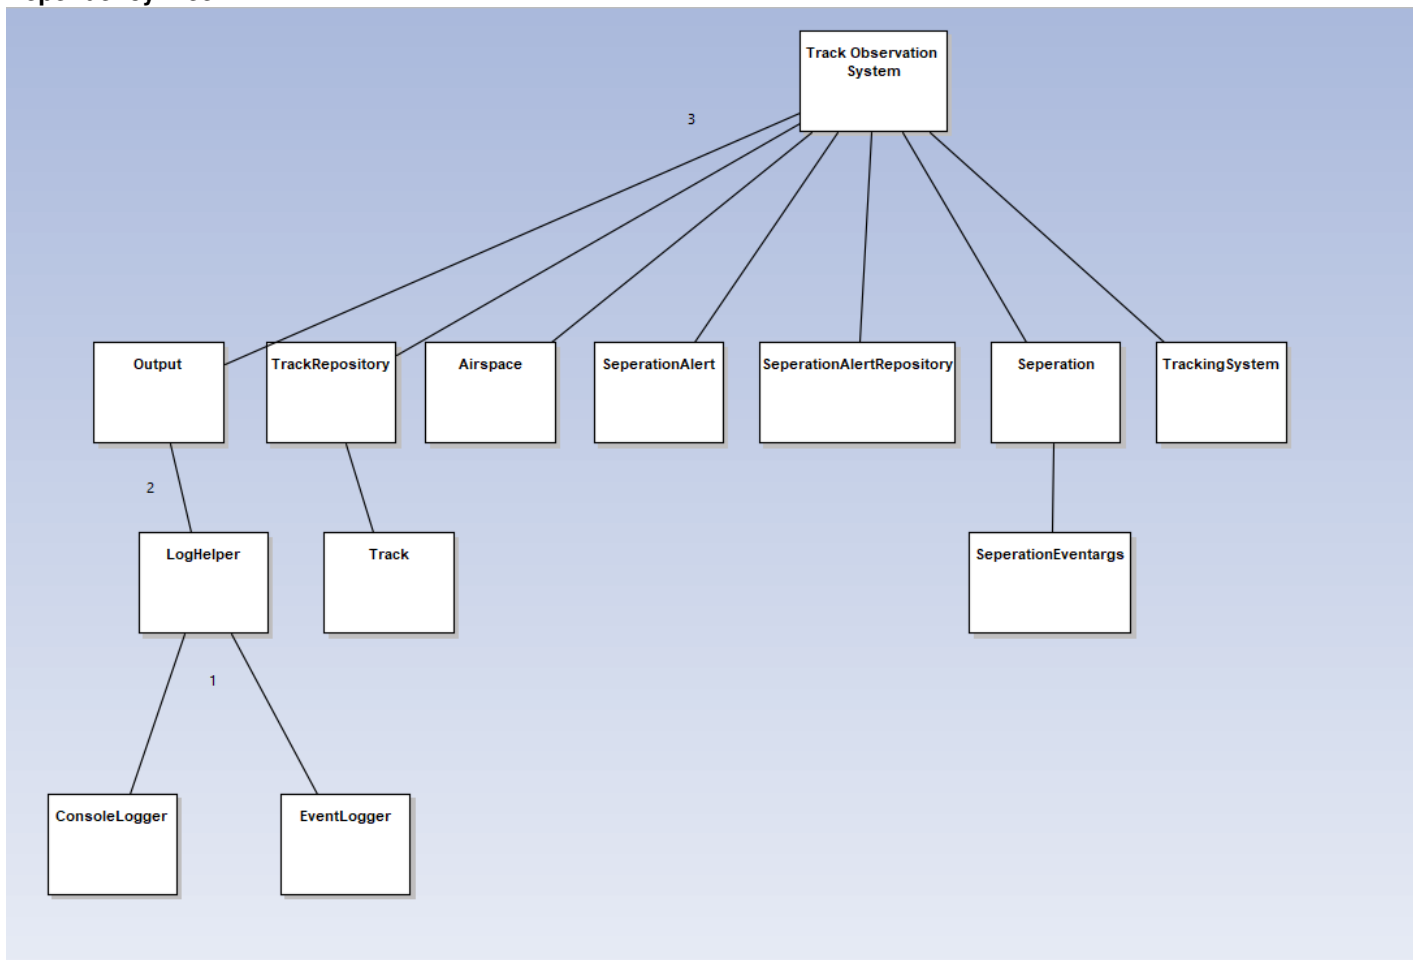 Track Observation
System
3
Output
TrackRepository
Airspace
SeperationAlert
SeperationAlertRepository
Seperation
TrackingSystem
2
LogHelper
Track
SeperationEventargs
1
ConsoleLogger
EventLogger